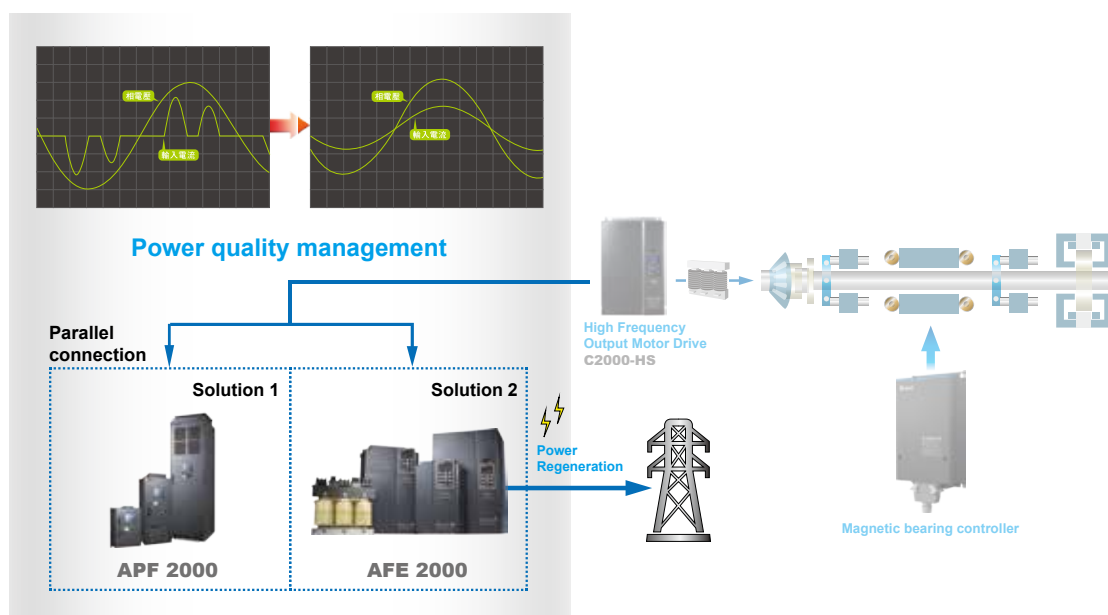 相電壓
輸入電流
相電壓
輸入電流
Power quality management
Parallel
connection
Solution 1
Solution 2
APF 2000
AFE 2000
Power
Regeneration
High Frequency
Output Motor Drive
C2000-HS
Magnetic bearing controller